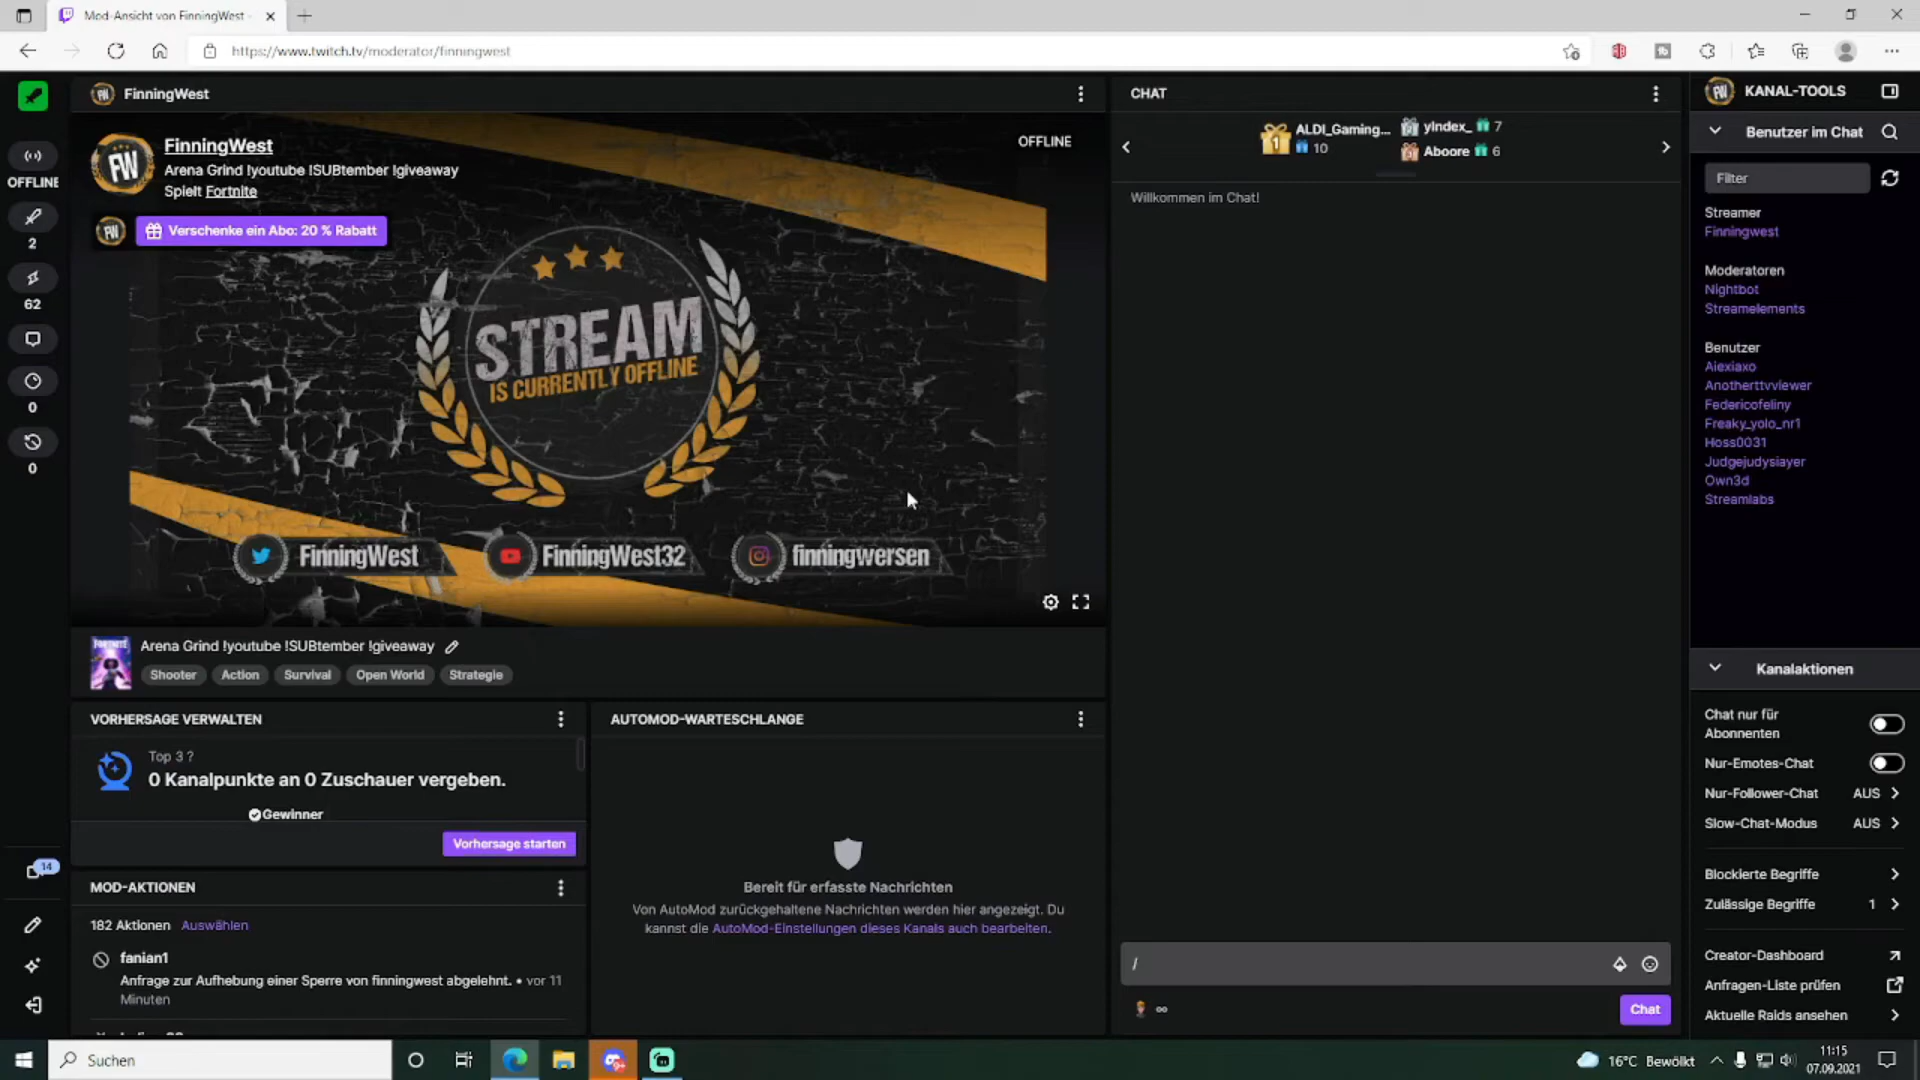 Mod-Ansicht von FinningWest
https://www.twitch.tv/moderator/finningwest
FinningWest
OFFLINE
2
62
0
0
14
FW
FinningWest
Arena Grind !youtube !SUBtember !giveaway
Spielt Fortnite
OFFLINE
Verschenke ein Abo: 20 % Rabatt
STREAM
IS CURRENTLY OFFLINE
FinningWest
FinningWest32
finningwersen
FORTNITE
Arena Grind !youtube !SUBtember !giveaway
Shooter Action Survival Open World Strategie
VORHERSAGE VERWALTEN
Top 3 ?
0 Kanalpunkte an 0 Zuschauer vergeben.
Gewinner
Vorhersage starten
MOD-AKTIONEN
182 Aktionen Auswählen
fanian1
Anfrage zur Aufhebung einer Sperre von finningwest abgelehnt. • vor 11
Minuten
AUTOMOD-WARTESCHLANGE
Bereit für erfasste Nachrichten
Von AutoMod zurückgehaltene Nachrichten werden hier angezeigt. Du
kannst die AutoMod-Einstellungen dieses Kanals auch bearbeiten.
CHAT
1 ALDI_Gaming...
10
yIndex_ 7
Aboore 6
Willkommen im Chat!
/
∞
Chat
FW KANAL-TOOLS
Benutzer im Chat
Filter
Streamer
Finningwest
Moderatoren
Nightbot
Streamelements
Benutzer
Aiexiaxo
Anotherttvviewer
Federicofeliny
Freaky_yolo_nr1
Hoss0031
Judgejudysiayer
Own3d
Streamlabs
Kanalaktionen
Chat nur für
Abonnenten
Nur-Emotes-Chat
Nur-Follower-Chat AUS
Slow-Chat-Modus AUS
Blockierte Begriffe
Zulässige Begriffe 1
Creator-Dashboard
Anfragen-Liste prüfen
Aktuelle Raids ansehen
Suchen
16°C Bewölkt
11:15
07.09.2021